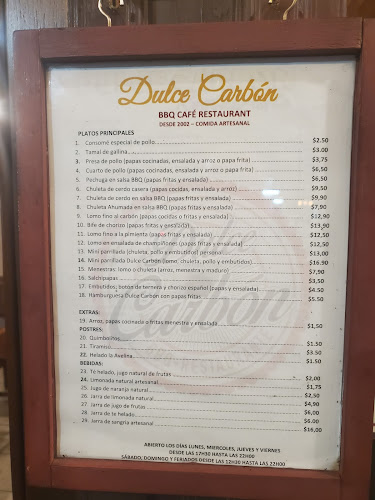 Dulce Carbón
BBQ CAFÉ RESTAURANT
DESDE 2002 – COMIDA ARTESANAL
PLATOS PRINCIPALES
1. Consomé especial de pollo $2.50
2. Tamal de gallina $3.00
3. Presa de pollo (papas cocinadas, ensalada y arroz o papa frita) $3,75
4. Cuarto de pollo (papas cocinadas, ensalada y arroz) $6,50
5. Pechuga en salsa BBQ (papas fritas y ensalada) $6,50
6. Chuleta de cerdo casera (papas cocidas, ensalada y arroz) $9,50
7. Chuleta de cerdo en salsa BBQ (papas fritas y ensalada) $9,90
8. Chuleta Ahumada en salsa BBQ (papas fritas y ensalada) $7,90
9. Lomo fino al carbón (papas cocidas o fritas y ensalada) $12,90
10. Bife de chorizo (papas fritas y ensalada) $13,90
11. Lomo fino a la pimienta (papas fritas y ensalada) $12,50
12. Lomo en ensalada de champiñones (papas fritas y ensalada) $12,50
13. Mini parrillada (chuleta, pollo y embutidos) persona $13,00
14. Mini parrillada Dulce Carbón (lomo, chuleta, pollo y embutidos) $16.90
15. Menestras: lomo o chuleta (arroz, menestra y maduro) $7,90
16. Salchipapas $3.50
17. Embutidos: botón de ternera y chorizo español (papas fritas y ensalada) $4.50
18. Hamburgueza Dulce Carbón con papas fritas $5.50
EXTRAS:
19. Arroz, papas cocinada o fritas menestra y ensalada $1,50
POSTRES:
20. Quimbolitos $1.50
21. Tiramisú $3.50
22. Helado la Avelina $1.50
BEBIDAS:
23. Té helado, jugo natural de frutas $2,00
24. Limonada natural artesanal $1,75
25. Jugo de naranja natural $2,50
26. Jarra de limonada natural $4,90
27. Jarra de jugo de frutas $6,00
28. Jarra de te helado $6.00
29. Jarra de sangría artesanal $16,00
ABIERTO LOS DÍAS LUNES, MIERCOLES, JUEVES Y VIERNES
DESDE LAS 17H30 HASTA LAS 22H00
SÁBADO, DOMINGO Y FERIADOS DESDE LAS 12H30 HASTA LAS 22H00